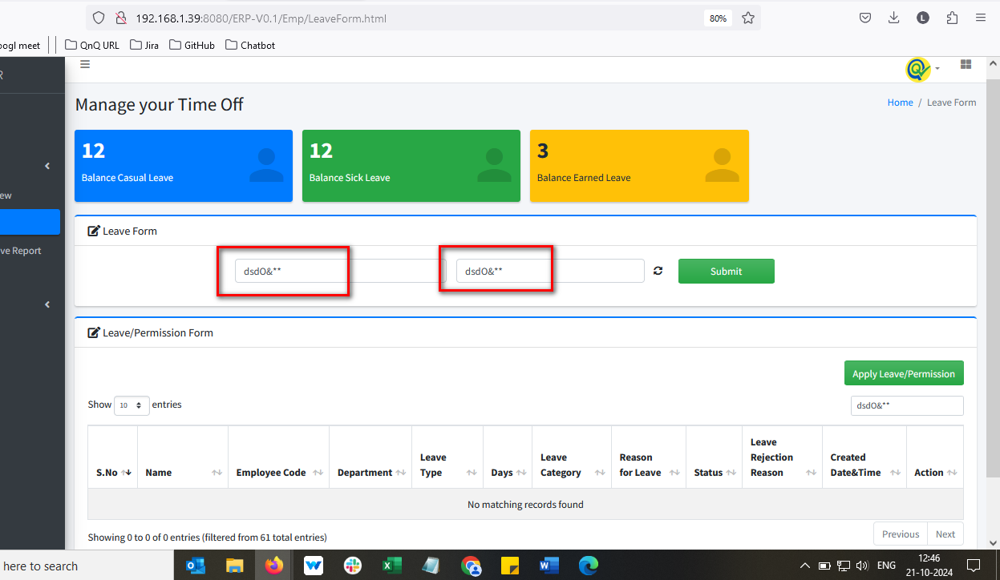 192.168.1.39:8080/ERP-V0.1/Emp/LeaveForm.html
80%
L
oogl meet
QnQ URL
Jira
GitHub
Chatbot
R
Manage your Time Off
Home / Leave Form
12
Balance Casual Leave
12
Balance Sick Leave
3
Balance Earned Leave
ew
ve Report
Leave Form
dsdO&**
dsdO&**
Submit
Leave/Permission Form
Apply Leave/Permission
Show 10 entries
dsdO&**
S.No
Name
Employee Code
Department
Leave
Type
Days
Leave
Category
Reason
for Leave
Status
Leave
Rejection
Reason
Created
Date&Time
Action
No matching records found
Showing 0 to 0 of 0 entries (filtered from 61 total entries)
Previous
Next
here to search
ENG
12:46
21-10-2024